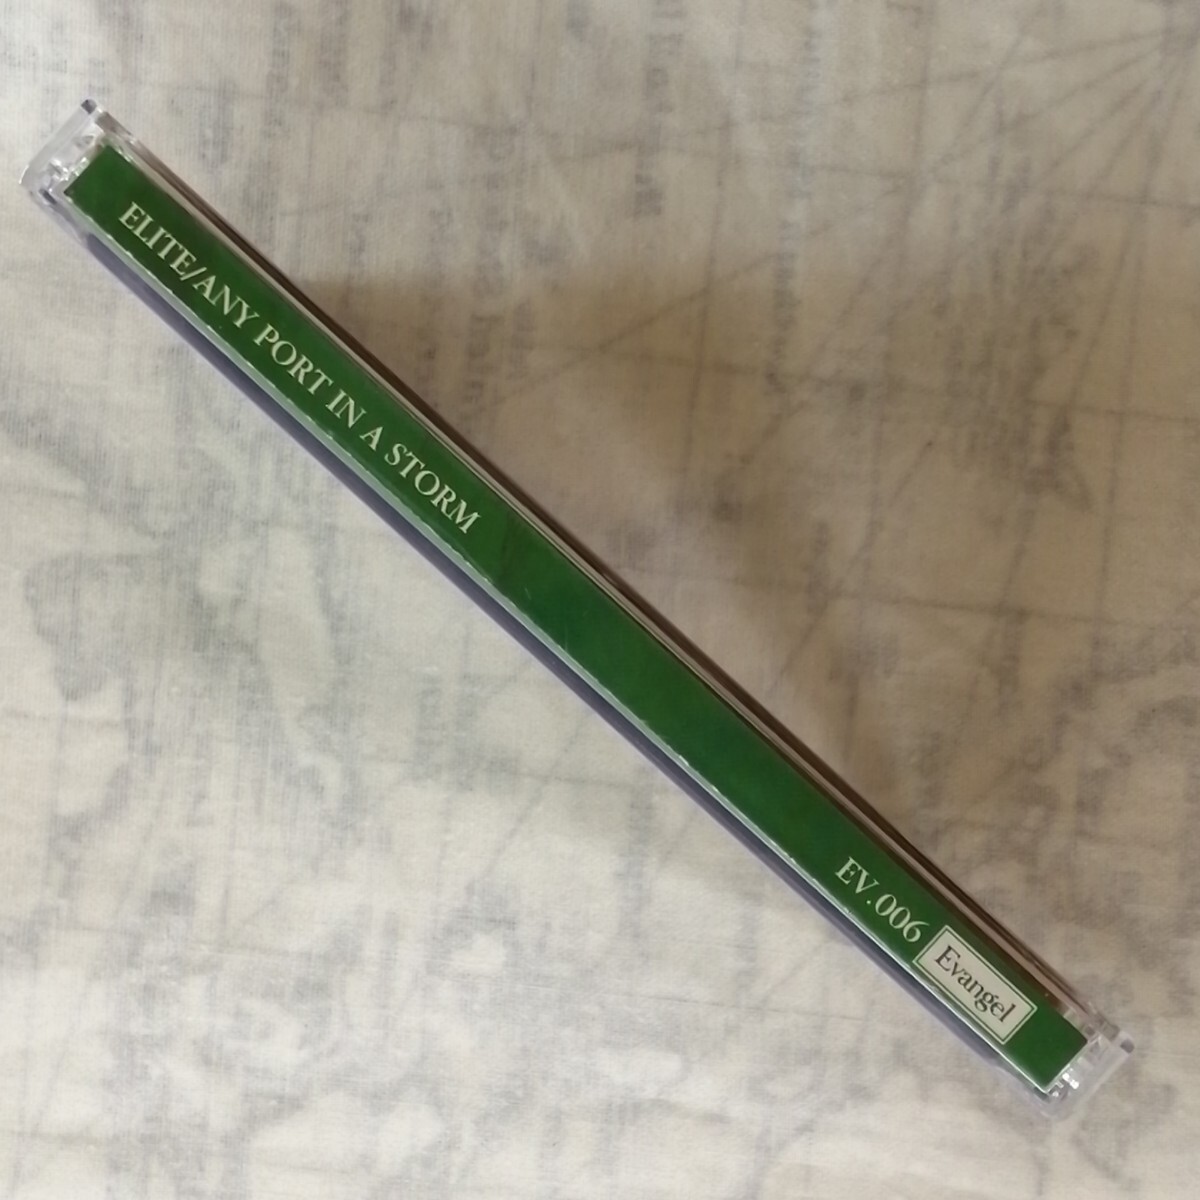 ELITE/ANY PORT IN A STORM
EV.006
Evangel